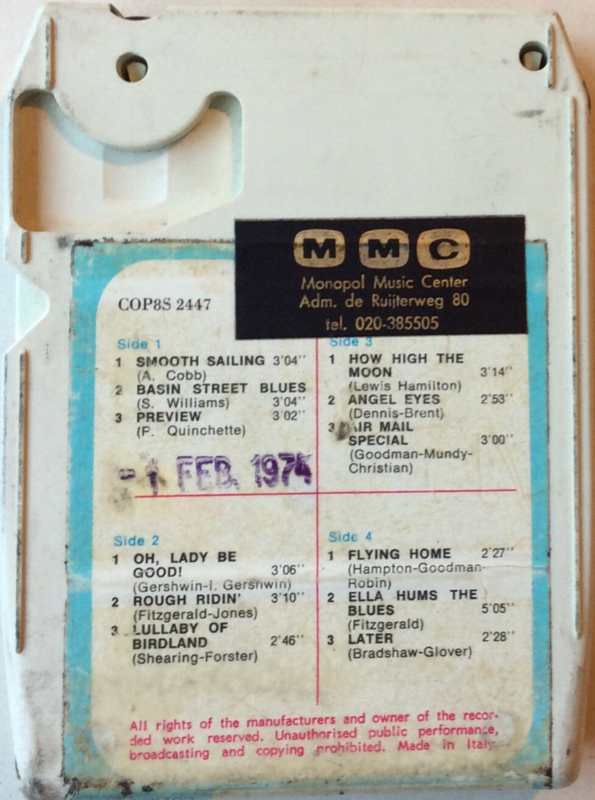 MMC
Monopol Music Center
Adm. de Ruijterweg 80
tel. 020-385505
COP8S 2447
Side 1
1 SMOOTH SAILING 3'04''
(A. Cobb)
2 BASIN STREET BLUES
(S. Williams) 3'04''
3 PREVIEW 3'02''
(P. Quinchette)
- 1 FEB. 1974
Side 2
1 OH, LADY BE
GOOD! 3'06''
(Gershwin-I. Gershwin)
2 ROUGH RIDIN' 3'10''
(Fitzgerald-Jones)
3 LULLABY OF
BIRDLAND 2'46''
(Shearing-Forster)
Side 3
1 HOW HIGH THE
MOON 3'14''
(Lewis Hamilton)
2 ANGEL EYES 2'53''
(Dennis-Brent)
3 AIR MAIL
SPECIAL 3'00''
(Goodman-Mundy-
Christian)
Side 4
1 FLYING HOME 2'27''
(Hampton-Goodman-
Robin)
2 ELLA HUMS THE
BLUES 5'05''
(Fitzgerald)
3 LATER 2'28''
(Bradshaw-Glover)
All rights of the manufacturers and owner of the recor-
ded work reserved. Unauthorised public performance,
broadcasting and copying prohibited. Made in Italy